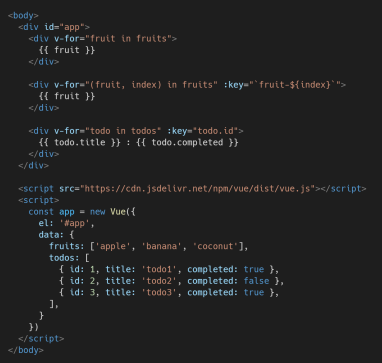 <body>
<div id="app">
<div v-for="fruit in fruits">
{{ fruit }}
</div>
<div v-for="(fruit, index) in fruits" :key="`fruit-${index}`">
{{ fruit }}
</div>
<div v-for="todo in todos" :key="todo.id">
{{ todo.title }} : {{ todo.completed }}
</div>
</div>
<script src="https://cdn.jsdelivr.net/npm/vue/dist/vue.js"></script>
<script>
const app = new Vue({
el: '#app',
data: {
fruits: ['apple', 'banana', 'coconut'],
todos: [
{ id: 1, title: 'todo1', completed: true },
{ id: 2, title: 'todo2', completed: false },
{ id: 3, title: 'todo3', completed: true },
],
}
})
</script>
</body>